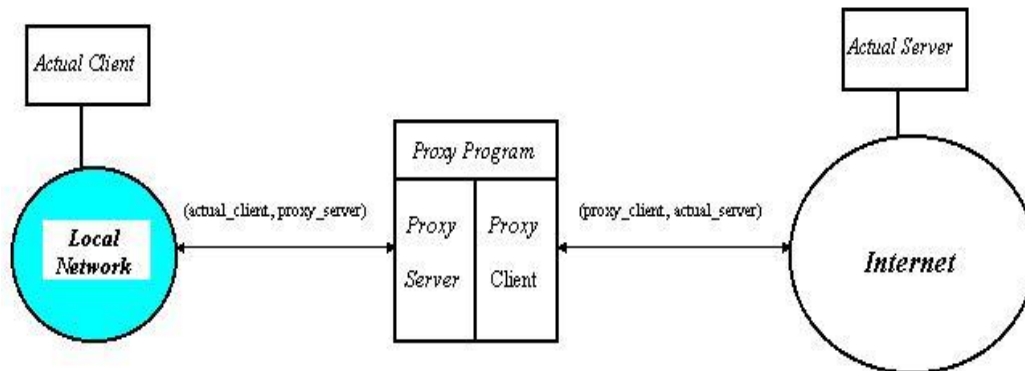 Actual Client
Actual Server
Proxy Program
(actual_client, proxy_server)
(proxy_client, actual_server)
Local
Network
Proxy
Server
Proxy
Client
Internet